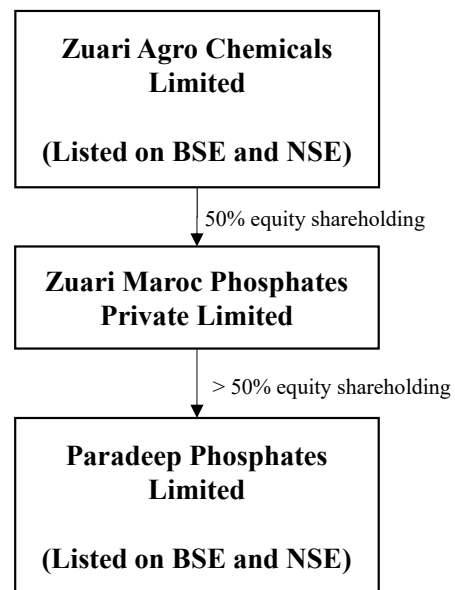 Zuari Agro Chemicals
Limited
(Listed on BSE and NSE)
50% equity shareholding
Zuari Maroc Phosphates
Private Limited
> 50% equity shareholding
Paradeep Phosphates
Limited
(Listed on BSE and NSE)